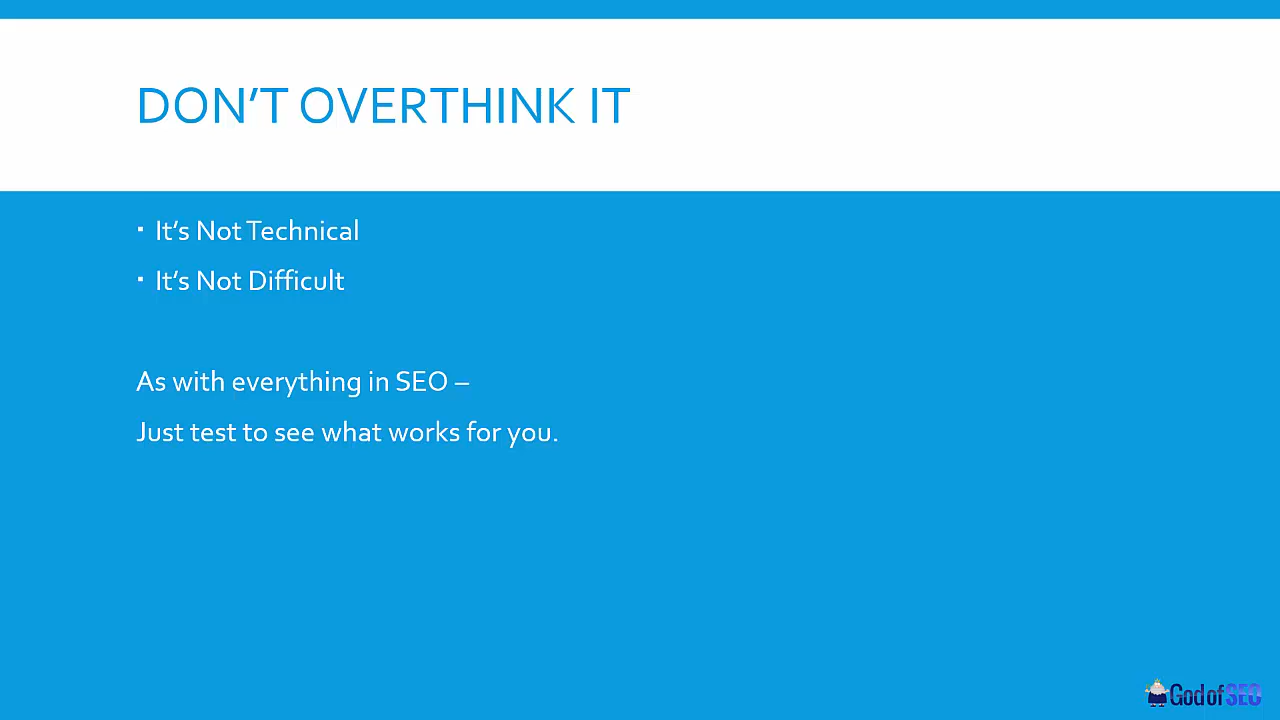 DON’T OVERTHINK IT
▪ It’s Not Technical
▪ It’s Not Difficult
As with everything in SEO –
Just test to see what works for you.
God of SEO